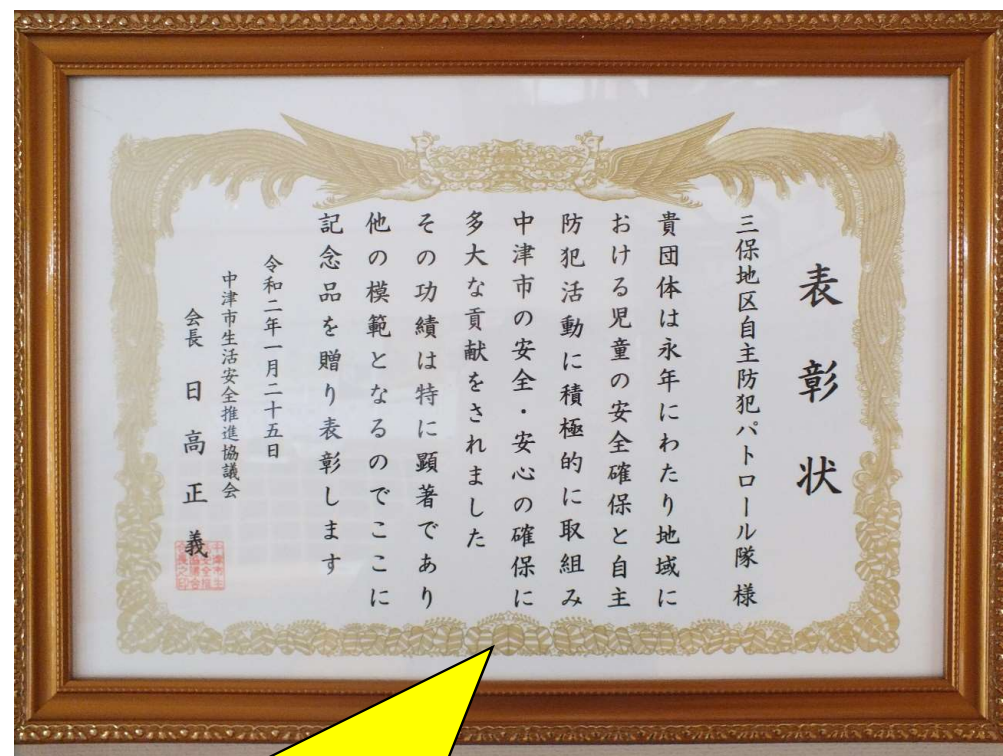 表彰状
三保地区自主防犯パトロール隊 様
貴団体は永年にわたり地域に
おける児童の安全確保と自主
防犯活動に積極的に取組み
中津市の安全・安心の確保に
多大な貢献をされました
その功績は特に顕著であり
他の模範となるのでここに
記念品を贈り表彰します
令和二年一月二十五日
中津市生活安全推進協議会
会長 日高正義